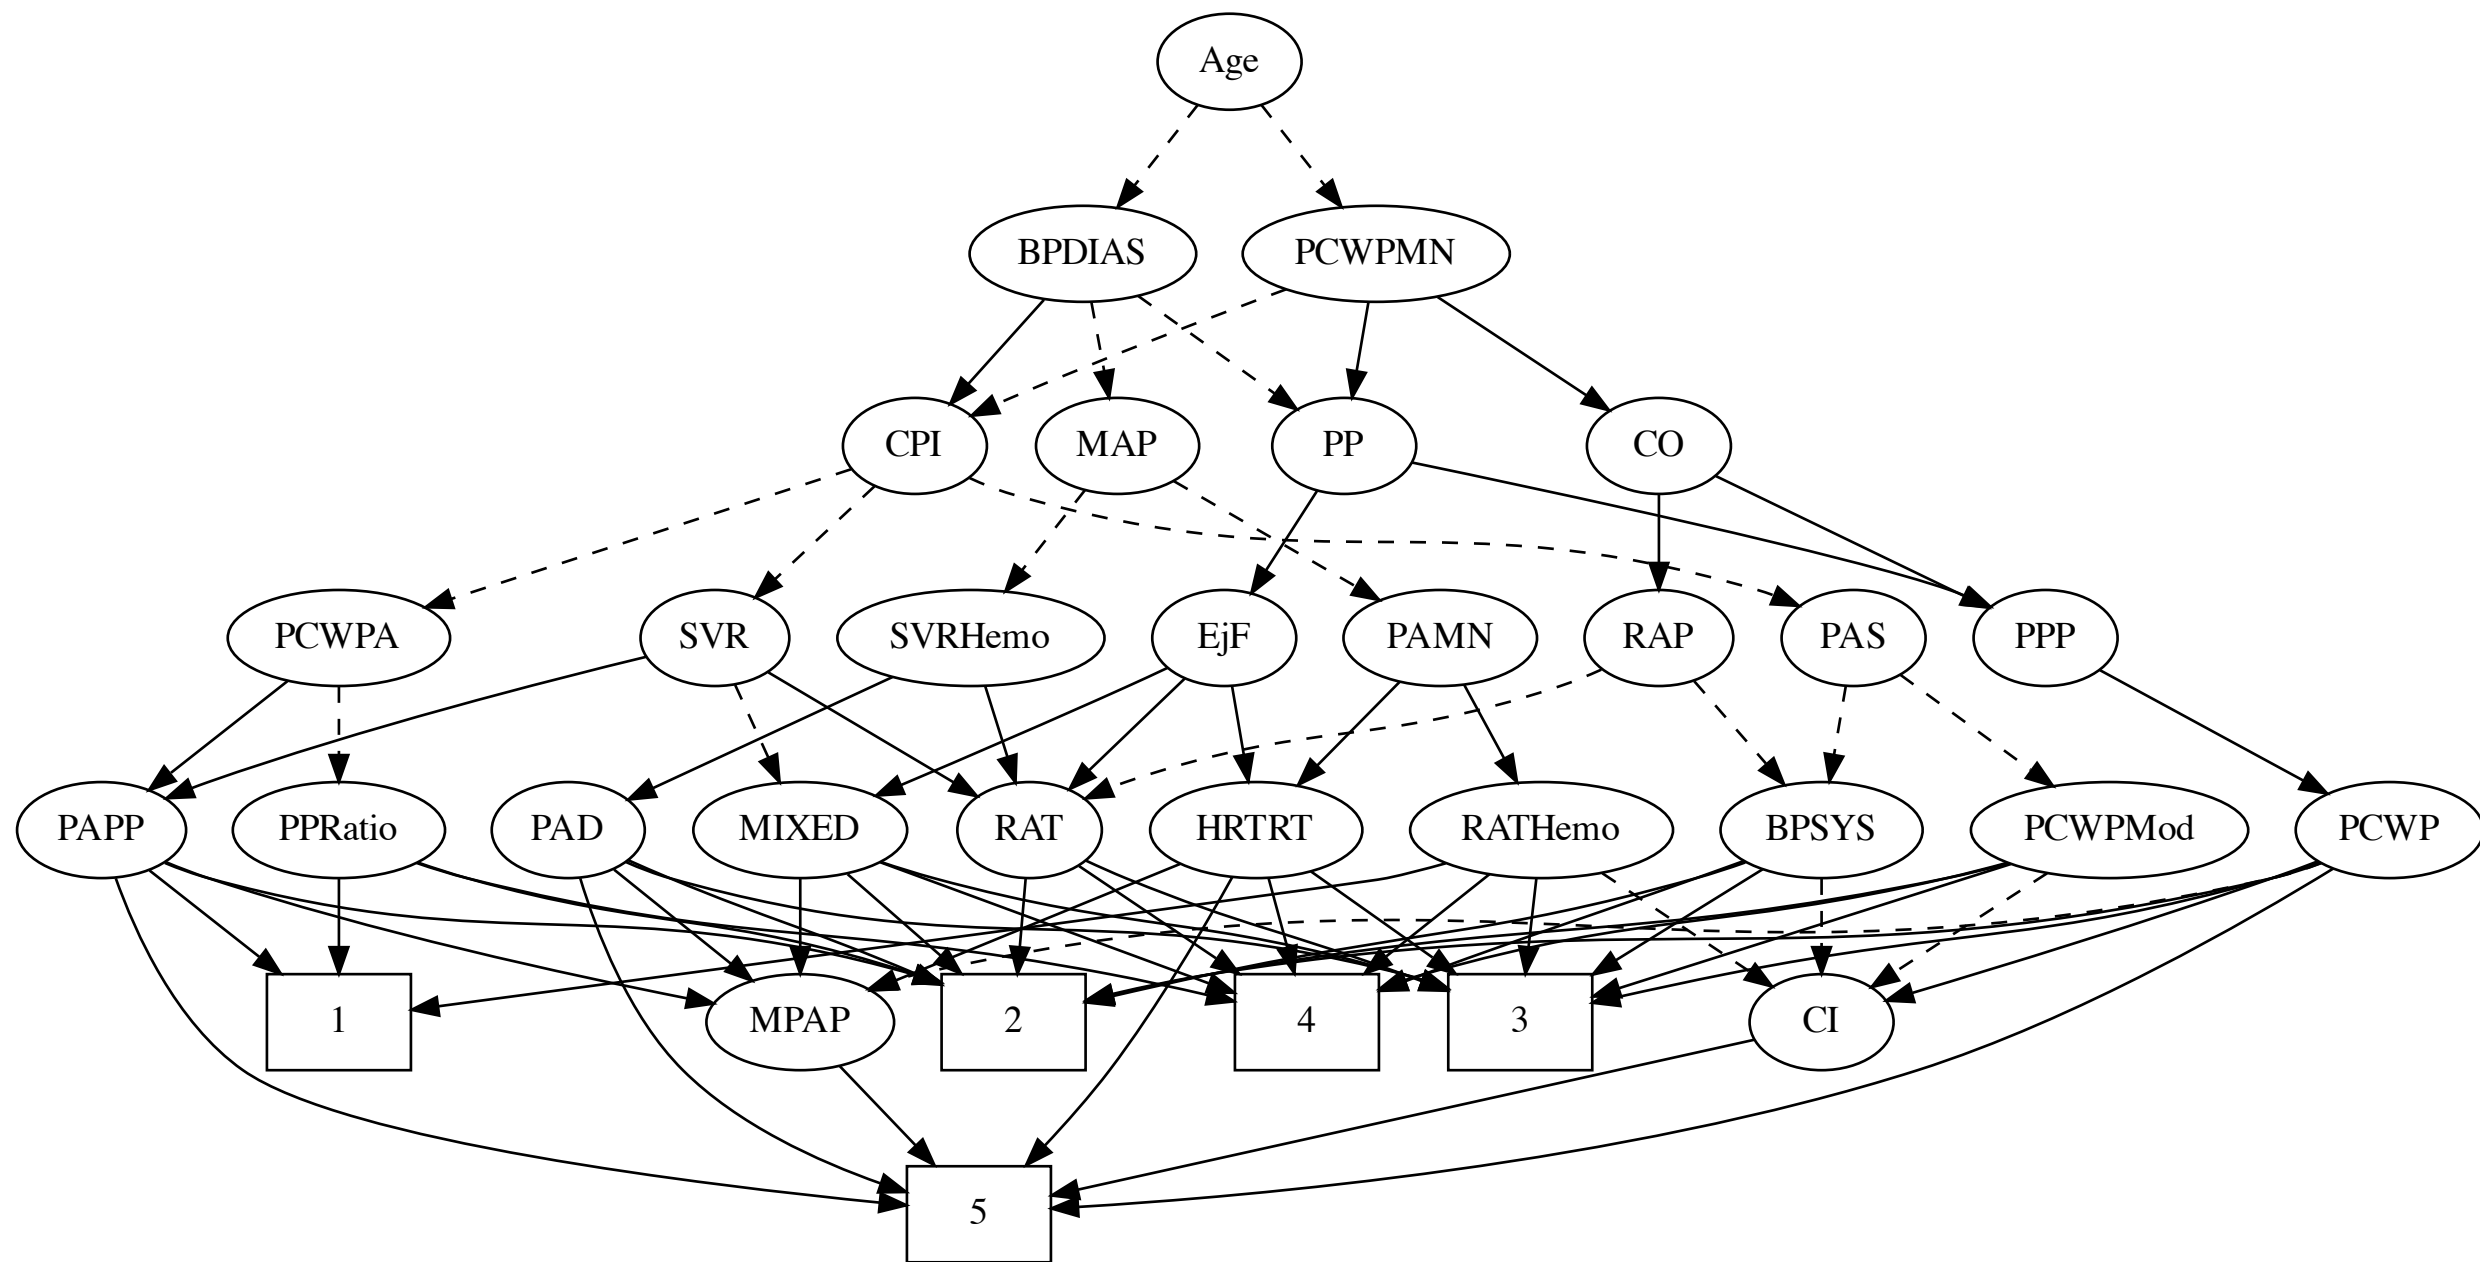 Age
BPDIAS
PCWPMN
CPI
MAP
PP
CO
PCWPA
SVR
SVRHemo
EjF
PAMN
RAP
PAS
PPP
PAPP
PPRatio
PAD
MIXED
RAT
HRTRT
RATHemo
BPSYS
PCWPMod
PCWP
1
MPAP
2
4
3
CI
5